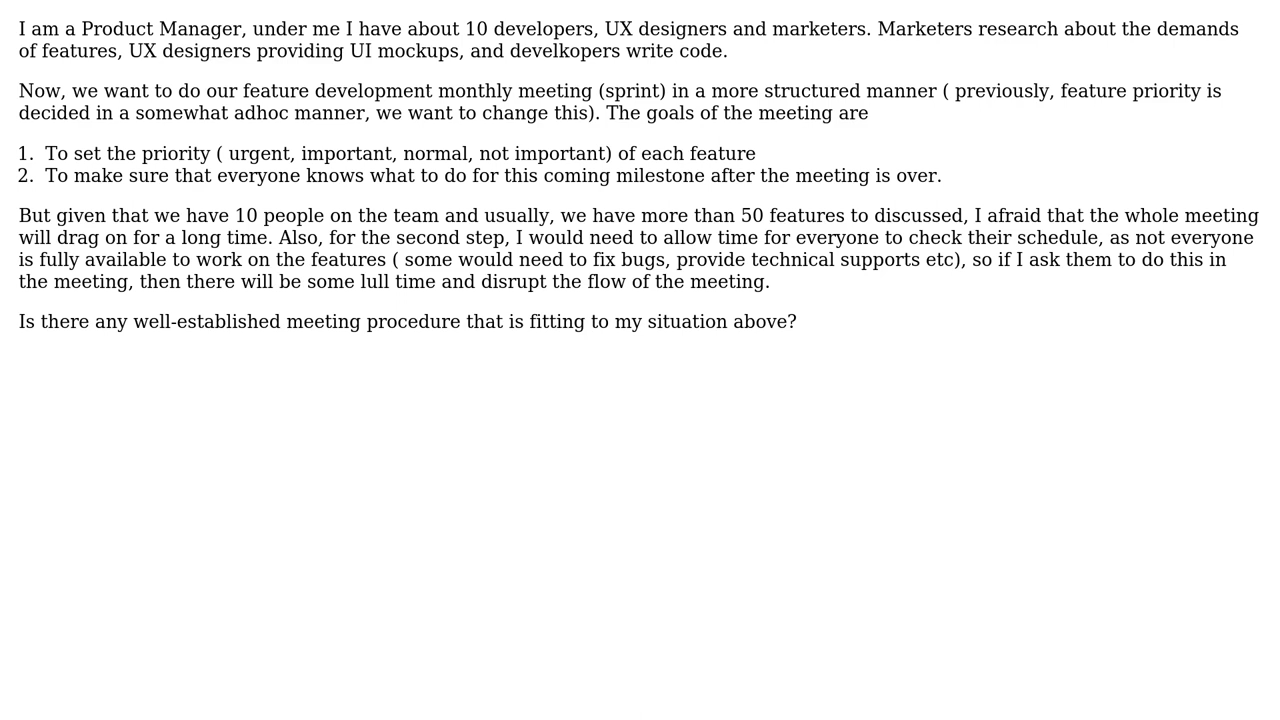 I am a Product Manager, under me I have about 10 developers, UX designers and marketers. Marketers research about the demands
of features, UX designers providing UI mockups, and develkopers write code.
Now, we want to do our feature development monthly meeting (sprint) in a more structured manner ( previously, feature priority is
decided in a somewhat adhoc manner, we want to change this). The goals of the meeting are
1. To set the priority ( urgent, important, normal, not important) of each feature
2. To make sure that everyone knows what to do for this coming milestone after the meeting is over.
But given that we have 10 people on the team and usually, we have more than 50 features to discussed, I afraid that the whole meeting
will drag on for a long time. Also, for the second step, I would need to allow time for everyone to check their schedule, as not everyone
is fully available to work on the features ( some would need to fix bugs, provide technical supports etc), so if I ask them to do this in
the meeting, then there will be some lull time and disrupt the flow of the meeting.
Is there any well-established meeting procedure that is fitting to my situation above?